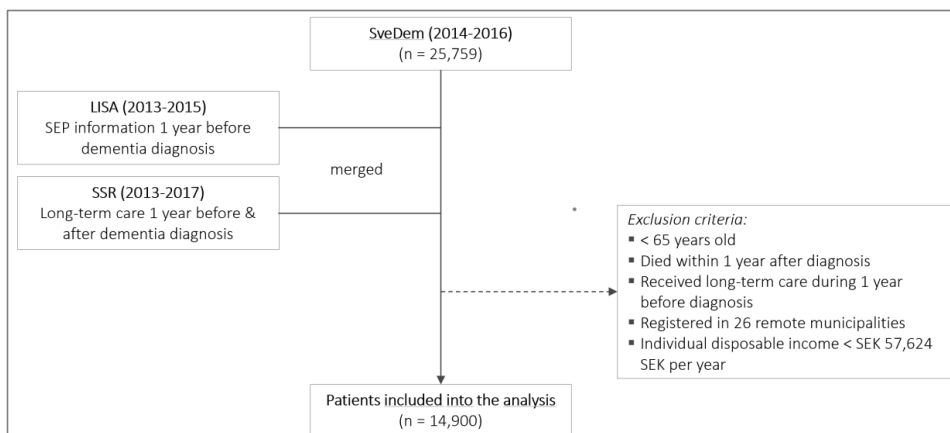 SveDem (2014-2016)
(n = 25,759)
LISA (2013-2015)
SEP information 1 year before
dementia diagnosis
merged
SSR (2013-2017)
Long-term care 1 year before &
after dementia diagnosis
*
Exclusion criteria:
▪ < 65 years old
▪ Died within 1 year after diagnosis
▪ Received long-term care during 1 year
before diagnosis
▪ Registered in 26 remote municipalities
▪ Individual disposable income < SEK 57,624
SEK per year
Patients included into the analysis
(n = 14,900)